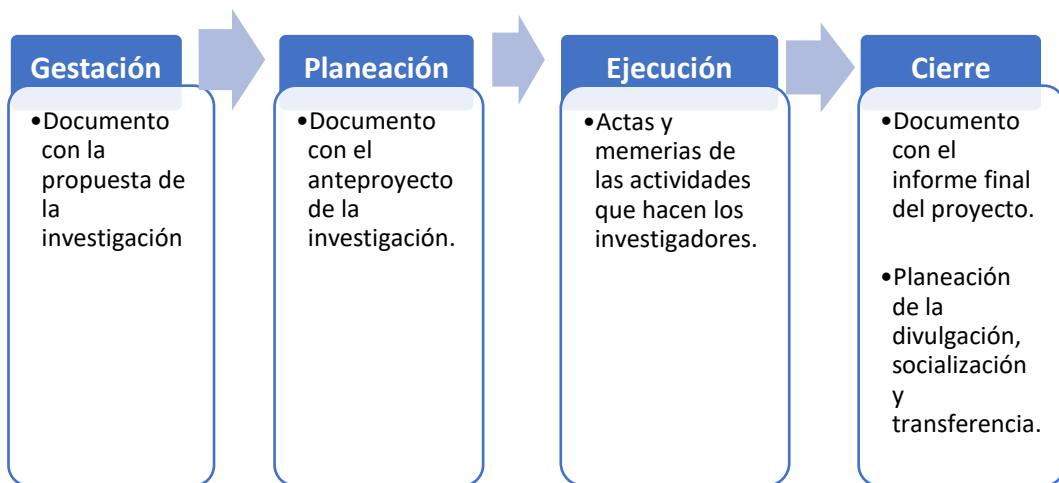 Gestación
•Documento
con la
propuesta de
la
investigación
Planeación
•Documento
con el
anteproyecto
de la
investigación.
Ejecución
•Actas y
memerias de
las actividades
que hacen los
investigadores.
Cierre
•Documento
con el
informe final
del proyecto.
•Planeación
de la
divulgación,
socialización
y
transferencia.